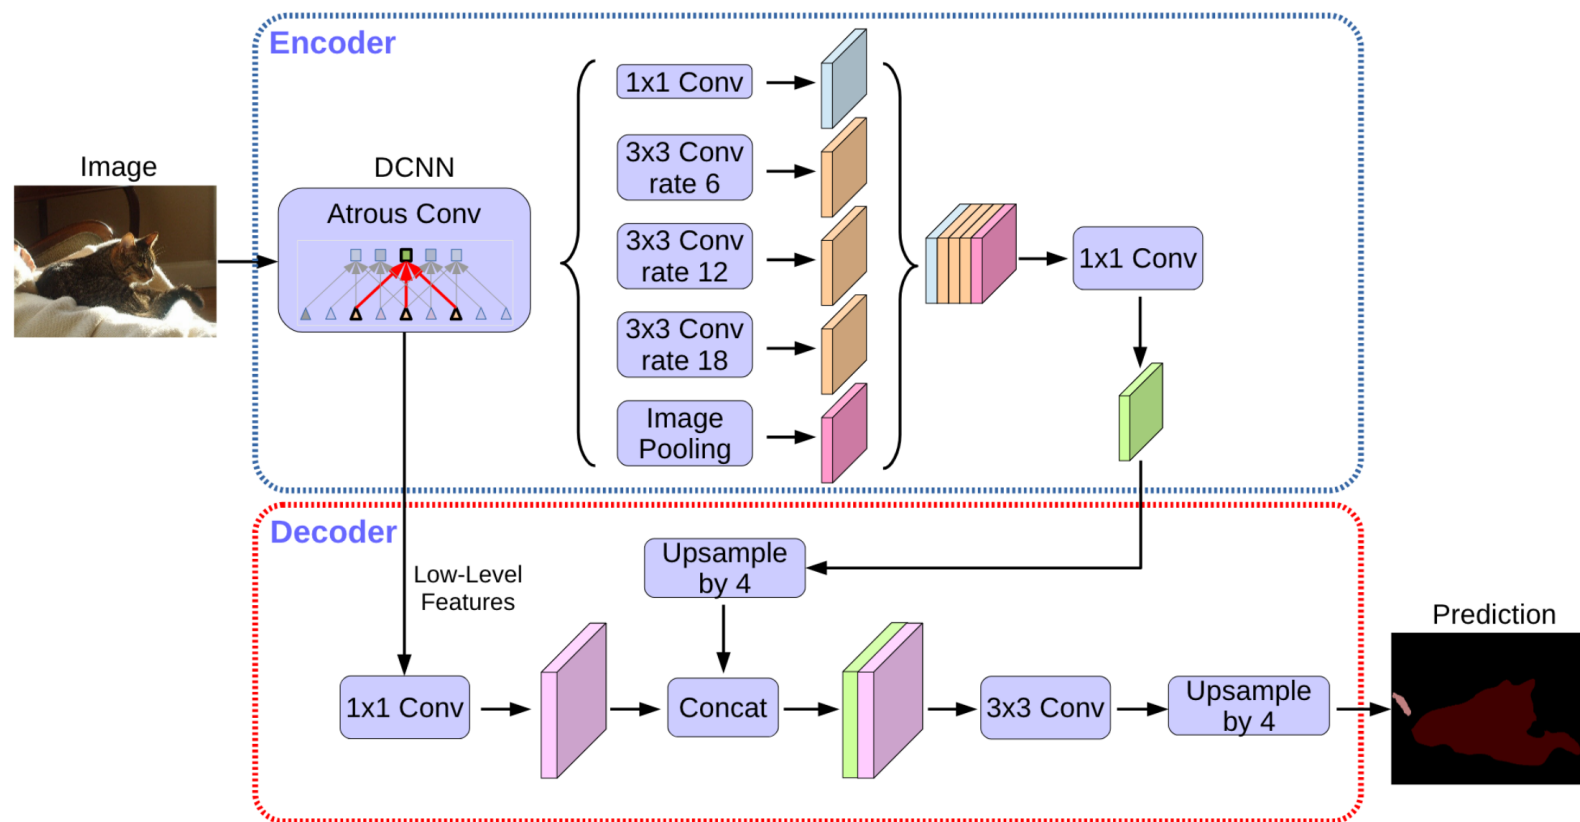 Encoder
Image
DCNN
Atrous Conv
1x1 Conv
3x3 Conv
rate 6
3x3 Conv
rate 12
3x3 Conv
rate 18
Image
Pooling
1x1 Conv
Decoder
Low-Level
Features
Upsample
by 4
1x1 Conv
Concat
3x3 Conv
Upsample
by 4
Prediction